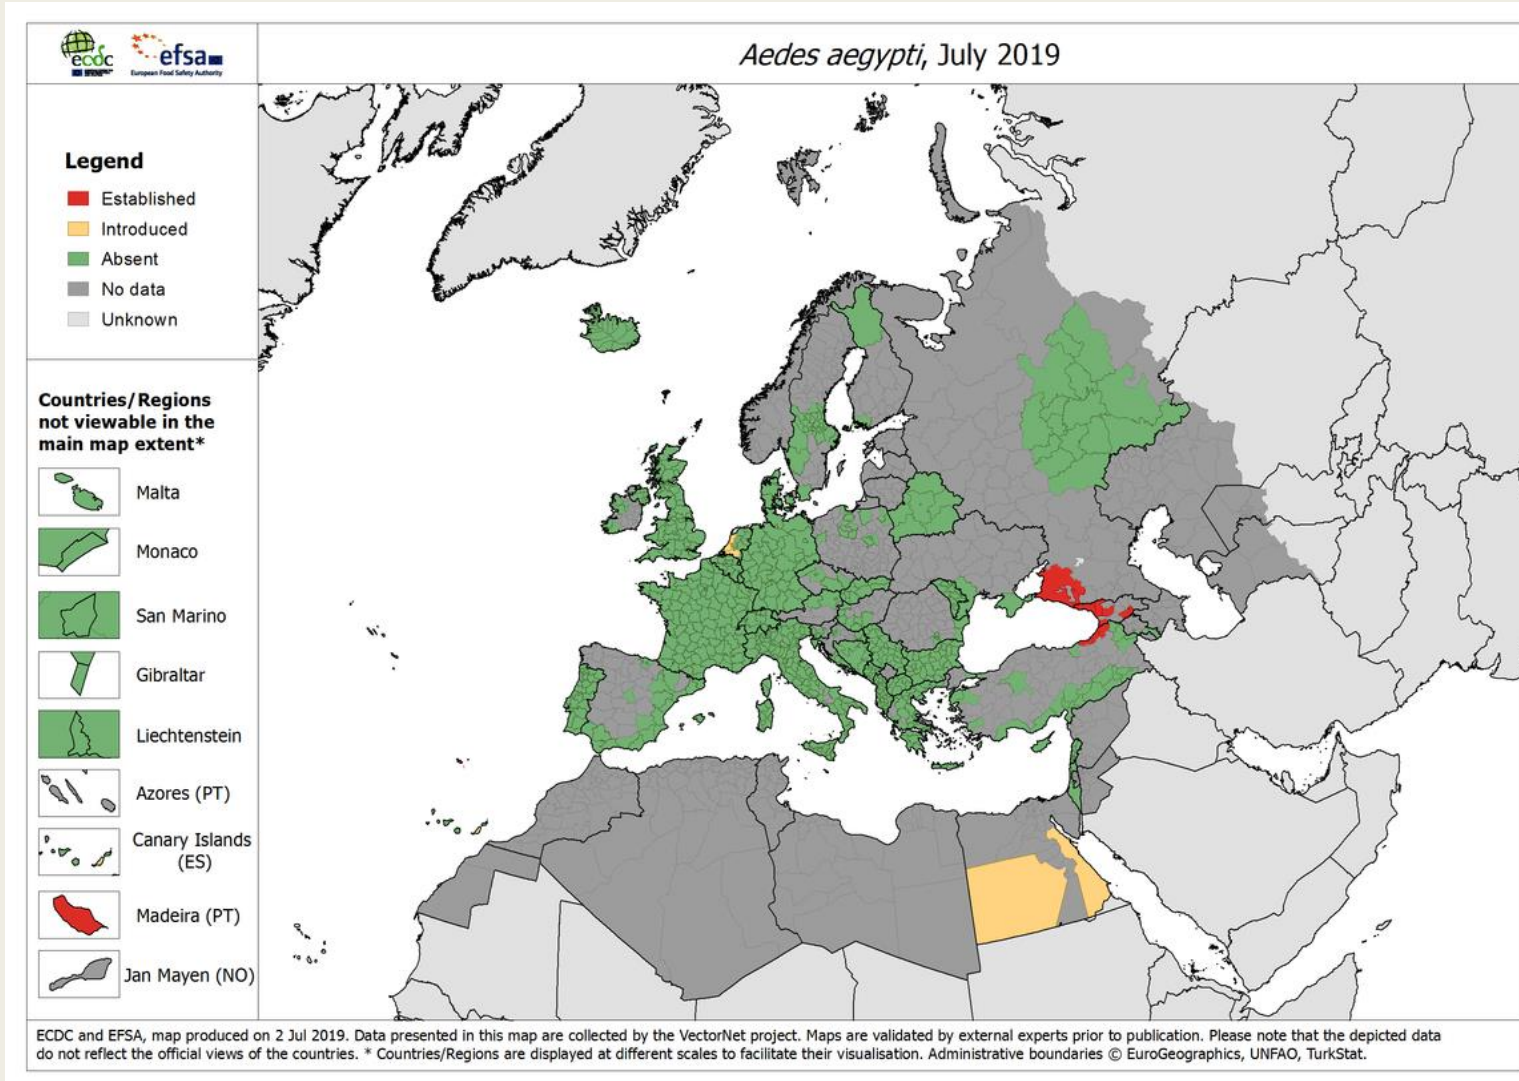 ecdc
efsa
European Food Safety Authority
Aedes aegypti, July 2019
Legend
Established
Introduced
Absent
No data
Unknown
Countries/Regions
not viewable in the
main map extent*
Malta
Monaco
San Marino
Gibraltar
Liechtenstein
Azores (PT)
Canary Islands
(ES)
Madeira (PT)
Jan Mayen (NO)
ECDC and EFSA, map produced on 2 Jul 2019. Data presented in this map are collected by the VectorNet project. Maps are validated by external experts prior to publication. Please note that the depicted data
do not reflect the official views of the countries. * Countries/Regions are displayed at different scales to facilitate their visualisation. Administrative boundaries © EuroGeographics, UNFAO, TurkStat.